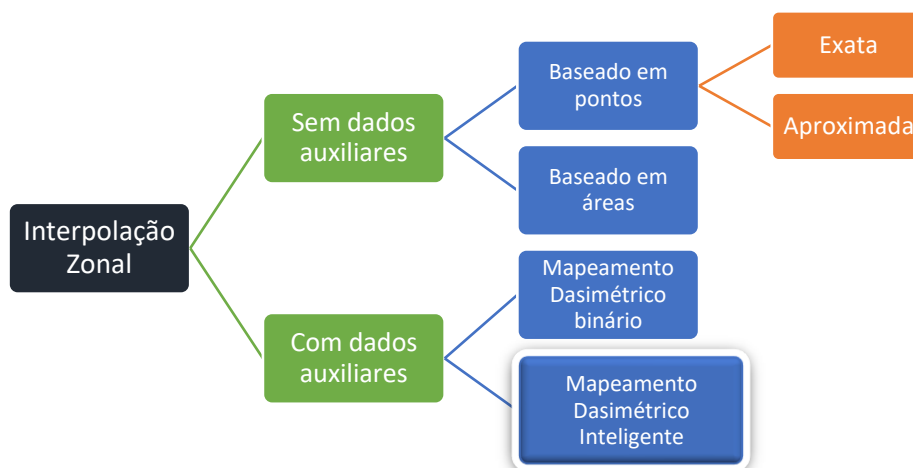 Interpolação
Zonal
Sem dados
auxiliares
Baseado em
pontos
Exata
Aproximada
Baseado em
áreas
Com dados
auxiliares
Mapeamento
Dasimétrico
binário
Mapeamento
Dasimétrico
Inteligente